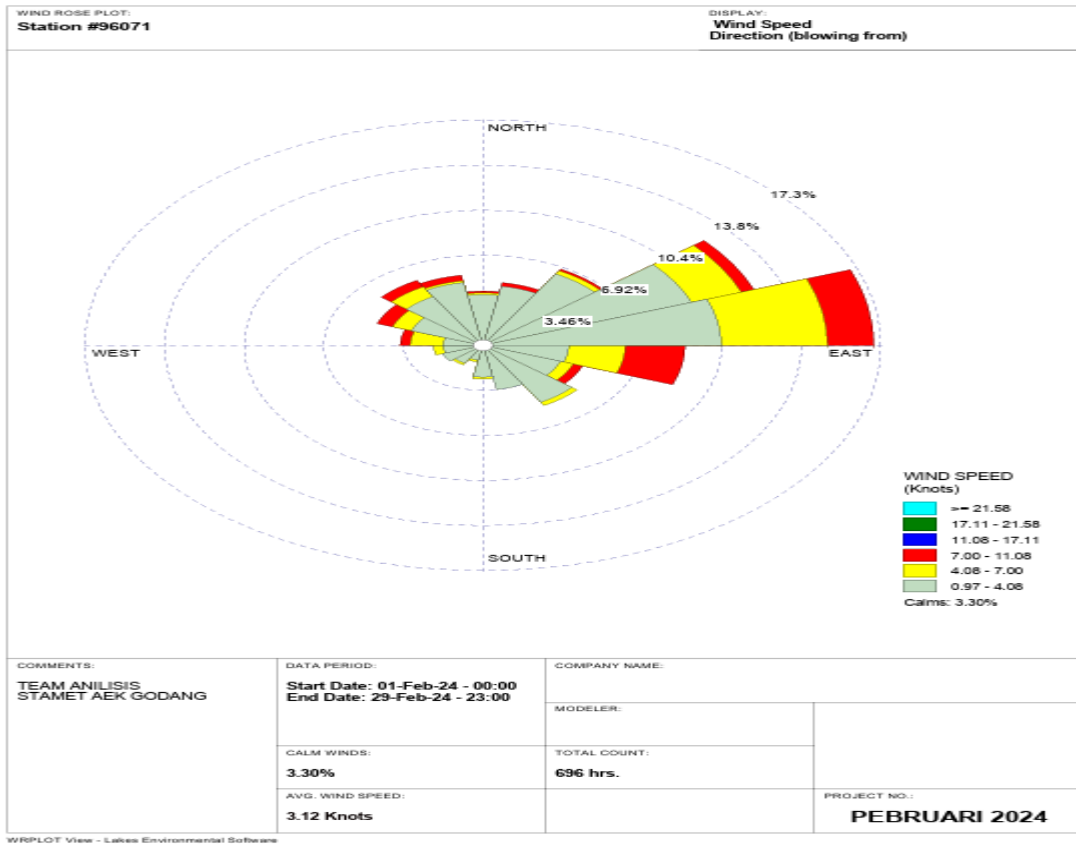 WIND ROSE PLOT:
Station #96071
DISPLAY:
Wind Speed
Direction (blowing from)
NORTH
17.3%
13.8%
10.4%
6.92%
3.46%
WEST
EAST
SOUTH
WIND SPEED
(Knots)
>= 21.58
17.11 - 21.58
11.08 - 17.11
7.00 - 11.08
4.08 - 7.00
0.97 - 4.08
Calms: 3.30%
COMMENTS:
TEAM ANILISIS
STAMET AEK GODANG
DATA PERIOD:
Start Date: 01-Feb-24 - 00:00
End Date: 29-Feb-24 - 23:00
COMPANY NAME:
MODELER:
CALM WINDS:
3.30%
TOTAL COUNT:
696 hrs.
AVG. WIND SPEED:
3.12 Knots
PROJECT NO.:
PEBRUARI 2024
WRPLOT View - Lakes Environmental Software